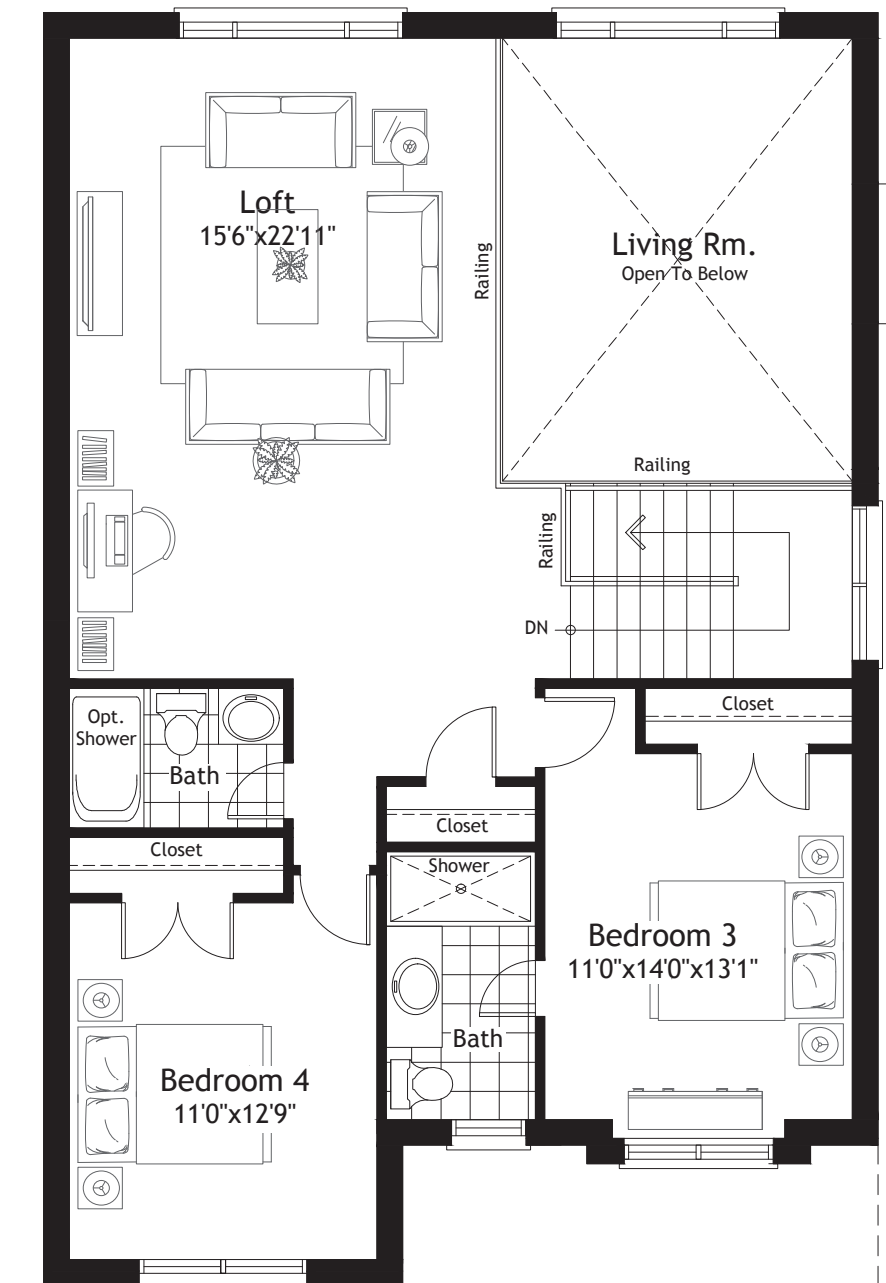 Loft
15'6"x22'11"
Railing
Living Rm.
Open To Below
Railing
Railing
DN
Opt.
Shower
Bath
Closet
Closet
Closet
Shower
Bedroom 3
11'0"x14'0"x13'1"
Bath
Bedroom 4
11'0"x12'9"